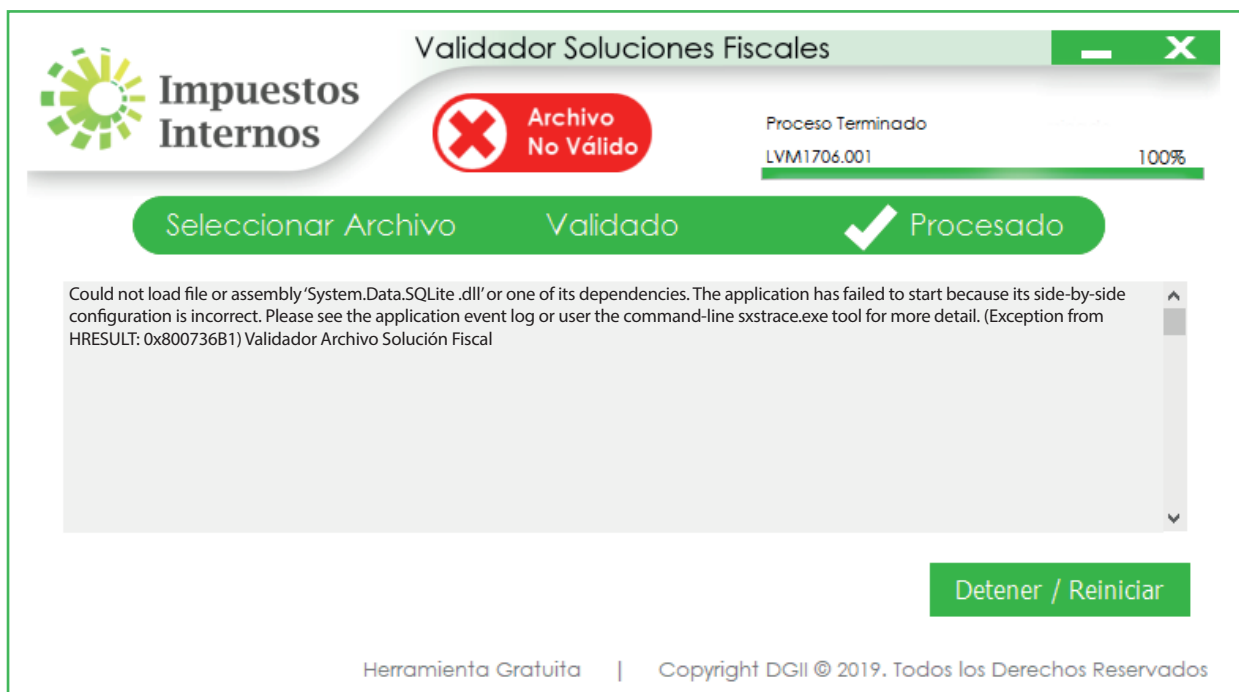 Validador Soluciones Fiscales
Impuestos
Internos
Archivo
No Válido
Proceso Terminado
LVM1706.001 100%
Seleccionar Archivo Validado Procesado
Could not load file or assembly ‘System.Data.SQLite .dll’ or one of its dependencies. The application has failed to start because its side-by-side
configuration is incorrect. Please see the application event log or user the command-line sxstrace.exe tool for more detail. (Exception from
HRESULT: 0x800736B1) Validador Archivo Solución Fiscal
Detener / Reiniciar
Herramienta Gratuita | Copyright DGII © 2019. Todos los Derechos Reservados